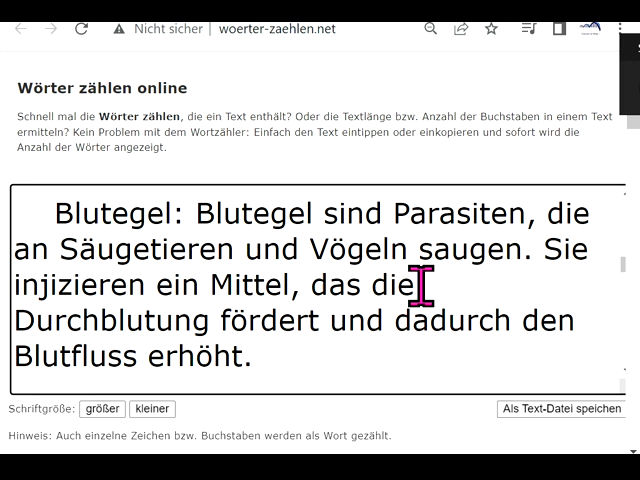 Nicht sicher | woerter-zaehlen.net
Wörter zählen online
Schnell mal die Wörter zählen, die ein Text enthält? Oder die Textlänge bzw. Anzahl der Buchstaben in einem Text
ermitteln? Kein Problem mit dem Wortzähler: Einfach den Text eintippen oder einkopieren und sofort wird die
Anzahl der Wörter angezeigt.
Blutegel: Blutegel sind Parasiten, die
an Säugetieren und Vögeln saugen. Sie
injizieren ein Mittel, das die
Durchblutung fördert und dadurch den
Blutfluss erhöht.
Schriftgröße: größer kleiner Als Text-Datei speichen
Hinweis: Auch einzelne Zeichen bzw. Buchstaben werden als Wort gezählt.